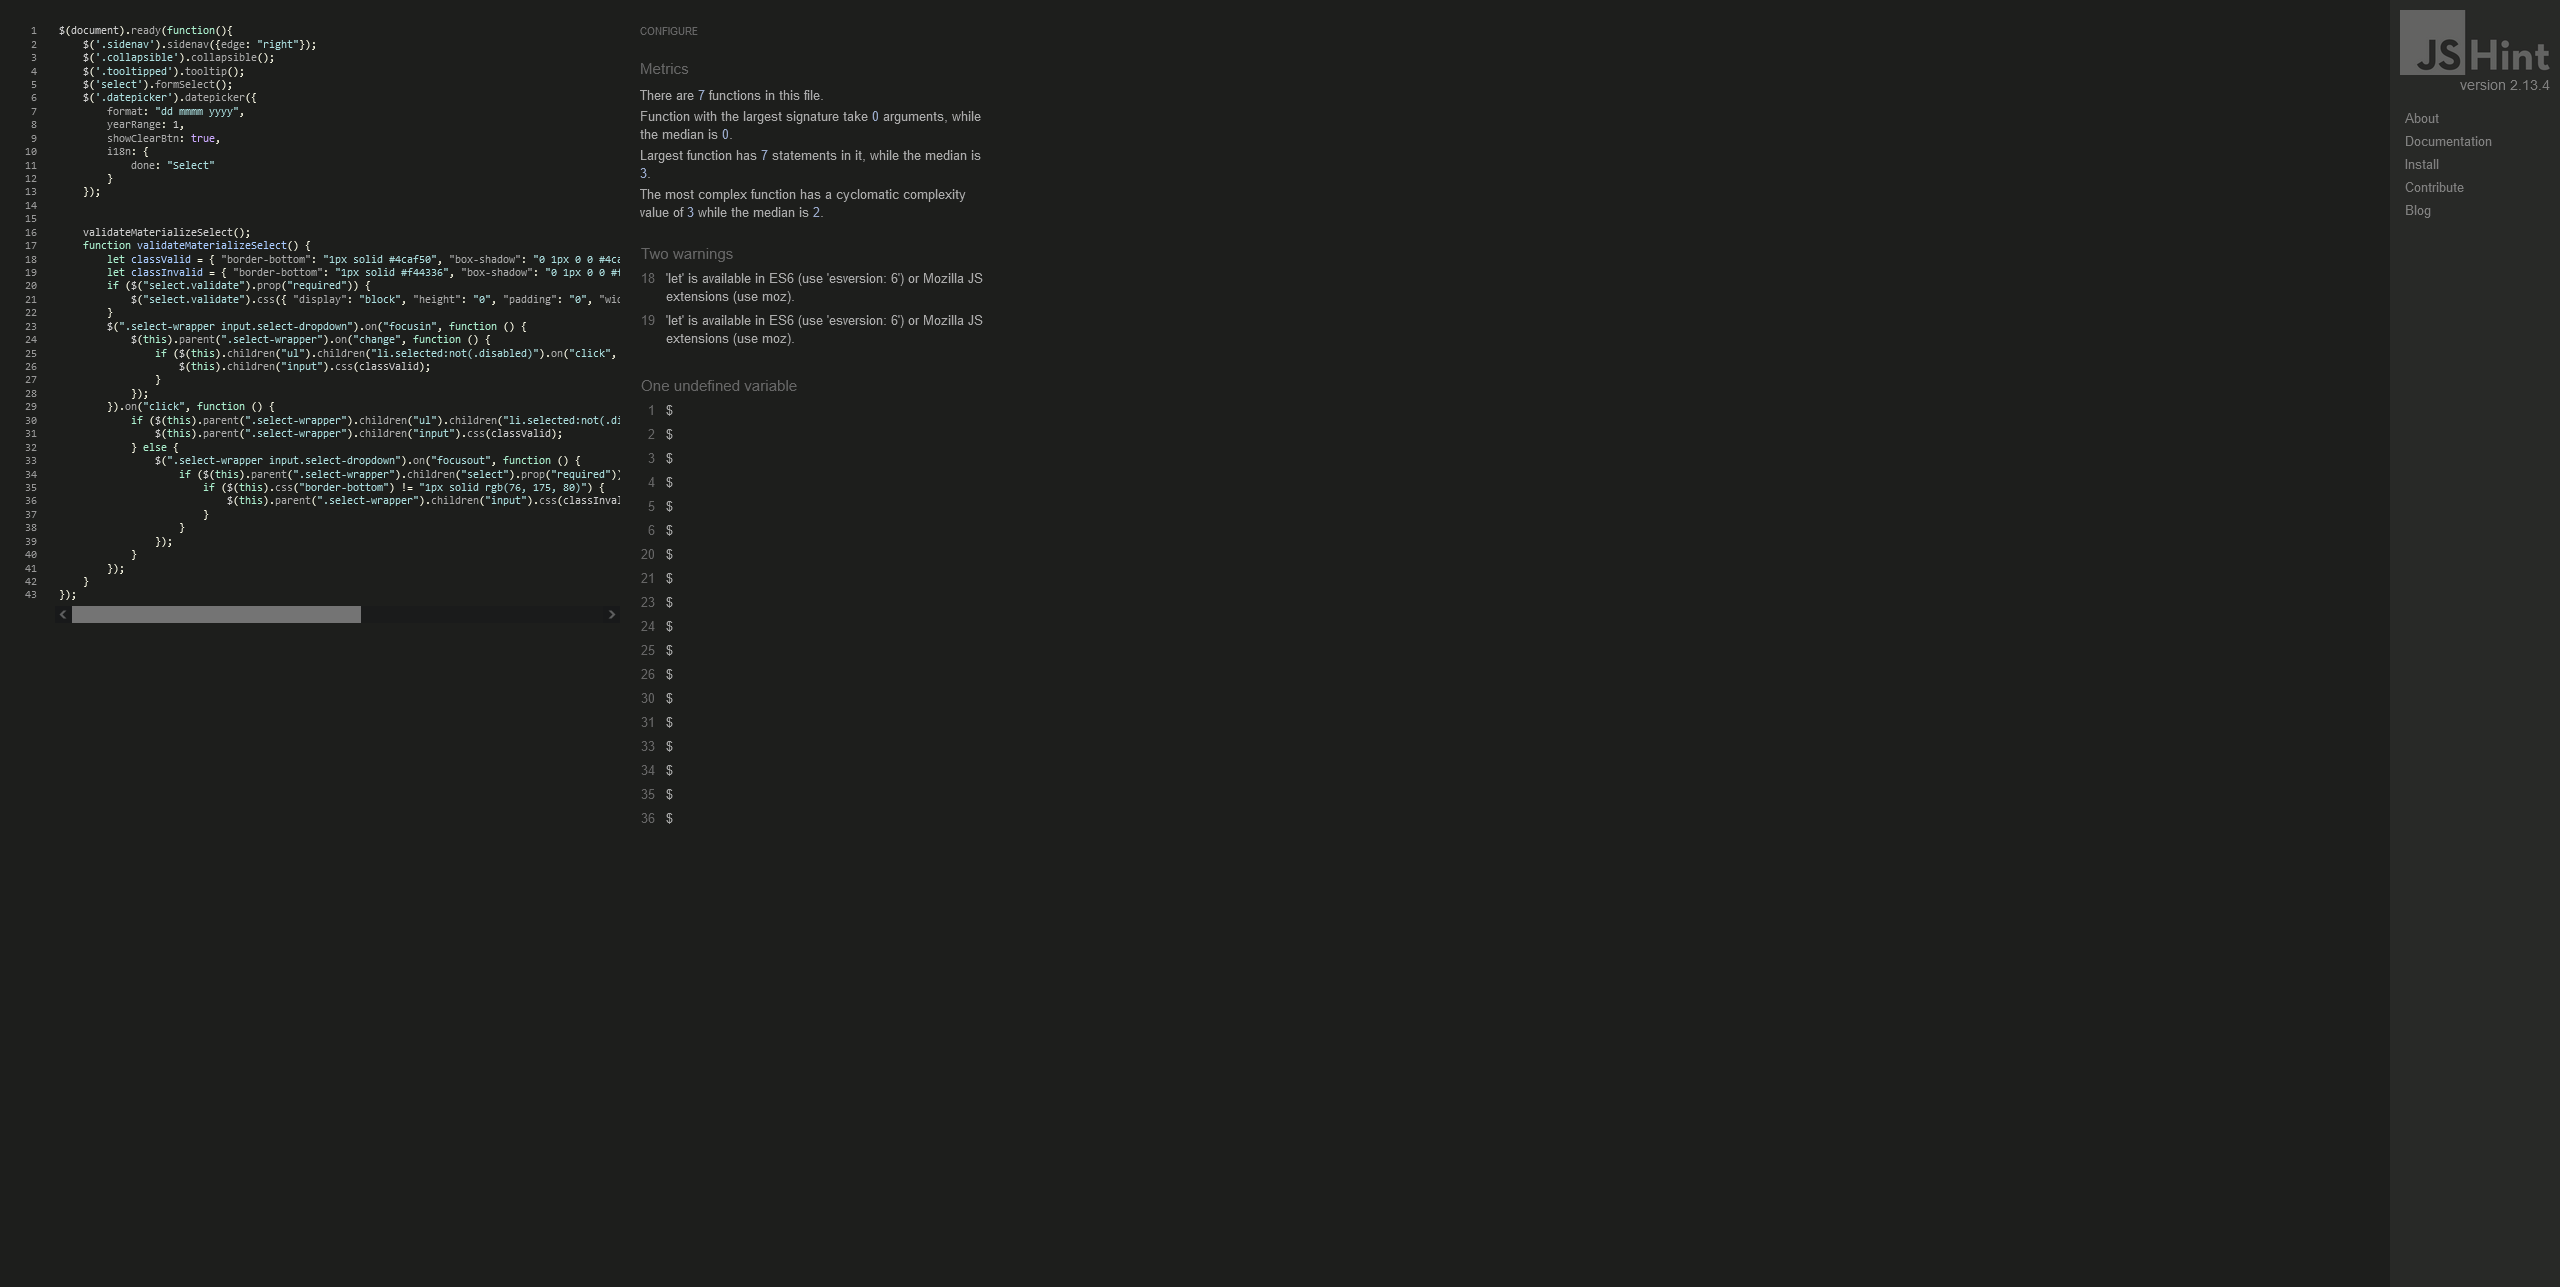 1 $(document).ready(function(){
2 $('.sidenav').sidenav({edge: "right"});
3 $('.collapsible').collapsible();
4 $('.tooltipped').tooltip();
5 $('select').formSelect();
6 $('.datepicker').datepicker({
7 format: "dd mmmm yyyy",
8 yearRange: 1,
9 showClearBtn: true,
10 i18n: {
11 done: "Select"
12 }
13 });
14
15
16 validateMaterializeSelect();
17 function validateMaterializeSelect() {
18 let classValid = { "border-bottom": "1px solid #4caf50", "box-shadow": "0 1px 0 0 #4ca
19 let classInvalid = { "border-bottom": "1px solid #f44336", "box-shadow": "0 1px 0 0 #f
20 if ($("select.validate").prop("required")) {
21 $("select.validate").css({ "display": "block", "height": "0", "padding": "0", "wid
22 }
23 $(".select-wrapper input.select-dropdown").on("focusin", function () {
24 $(this).parent(".select-wrapper").on("change", function () {
25 if ($(this).children("ul").children("li.selected:not(.disabled)").on("click",
26 $(this).children("input").css(classValid);
27 }
28 });
29 }).on("click", function () {
30 if ($(this).parent(".select-wrapper").children("ul").children("li.selected:not(.di
31 $(this).parent(".select-wrapper").children("input").css(classValid);
32 } else {
33 $(".select-wrapper input.select-dropdown").on("focusout", function () {
34 if ($(this).parent(".select-wrapper").children("select").prop("required"))
35 if ($(this).css("border-bottom") != "1px solid rgb(76, 175, 80)") {
36 $(this).parent(".select-wrapper").children("input").css(classInval
37 }
38 }
39 });
40 }
41 });
42 }
43 });
CONFIGURE
Metrics
There are 7 functions in this file.
Function with the largest signature take 0 arguments, while
the median is 0.
Largest function has 7 statements in it, while the median is
3.
The most complex function has a cyclomatic complexity
value of 3 while the median is 2.
Two warnings
18 'let' is available in ES6 (use 'esversion: 6') or Mozilla JS
extensions (use moz).
19 'let' is available in ES6 (use 'esversion: 6') or Mozilla JS
extensions (use moz).
One undefined variable
1 $
2 $
3 $
4 $
5 $
6 $
20 $
21 $
23 $
24 $
25 $
26 $
30 $
31 $
33 $
34 $
35 $
36 $
JSHint
version 2.13.4
About
Documentation
Install
Contribute
Blog